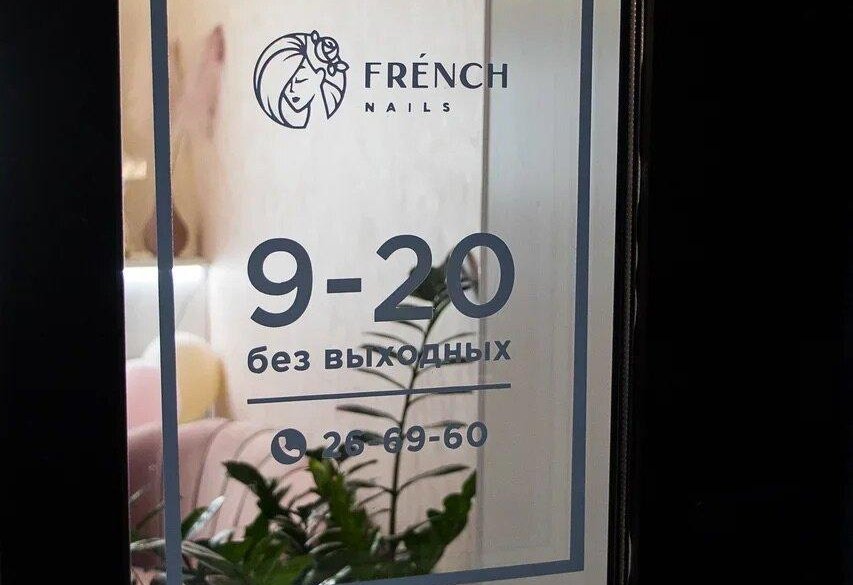 FRÉNCH
NAILS
9-20
без выходных
26-69-60